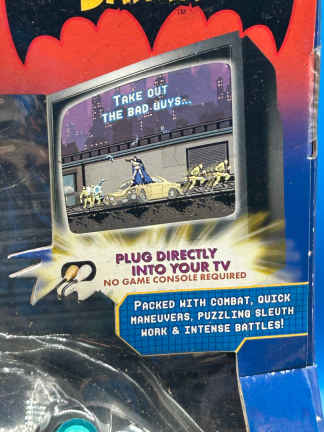 TM
TAKE OUT
THE BAD GUYS...
PLUG DIRECTLY
INTO YOUR TV
NO GAME CONSOLE REQUIRED
PACKED WITH COMBAT, QUICK
MANEUVERS, PUZZLING SLEUTH
WORK & INTENSE BATTLES!